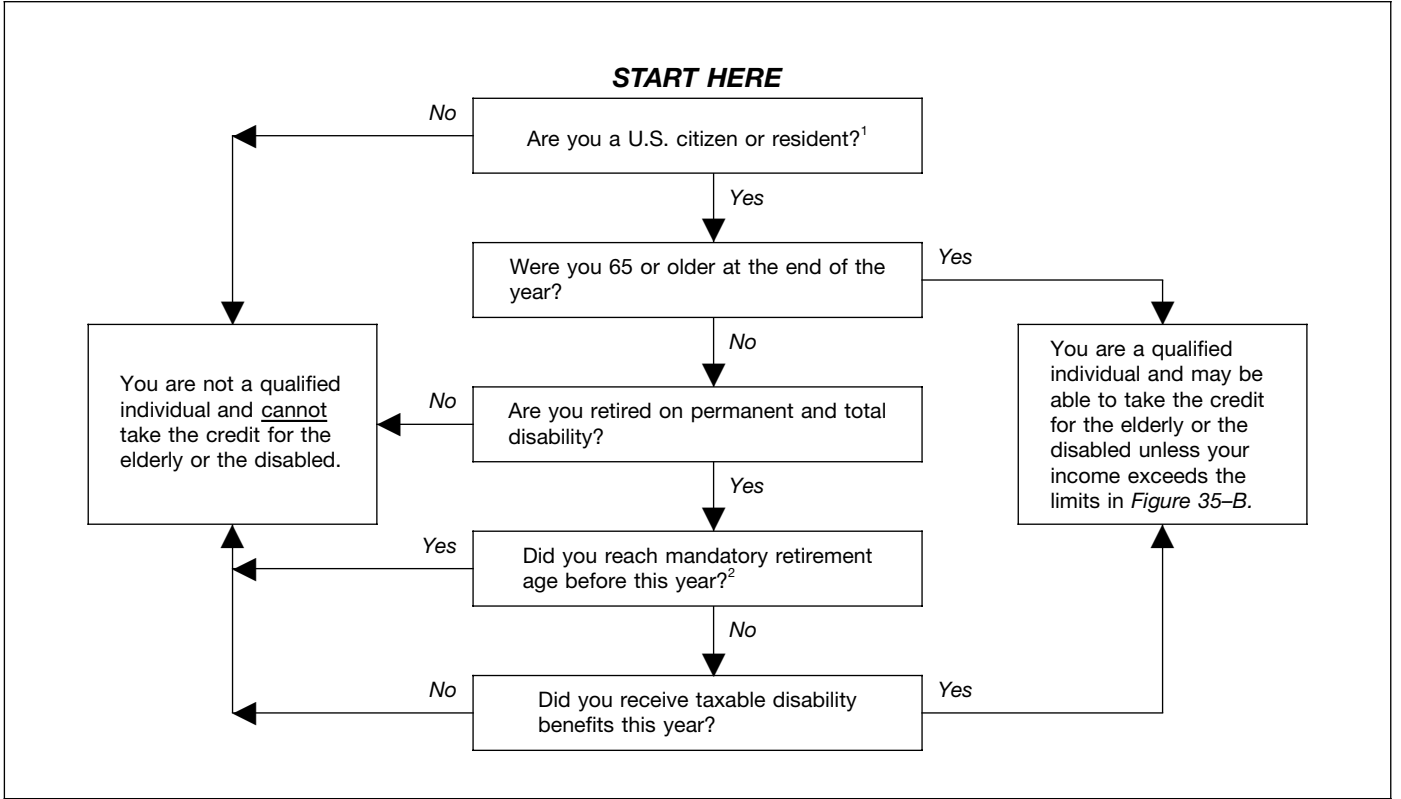 START HERE
No
Are you a U.S. citizen or resident?1
Yes
Were you 65 or older at the end of the
year?
Yes
No
You are not a qualified
individual and cannot
take the credit for the
elderly or the disabled.
No
Are you retired on permanent and total
disability?
You are a qualified
individual and may be
able to take the credit
for the elderly or the
disabled unless your
income exceeds the
limits in Figure 35–B.
Yes
Yes
Did you reach mandatory retirement
age before this year?2
No
No
Did you receive taxable disability
benefits this year?
Yes